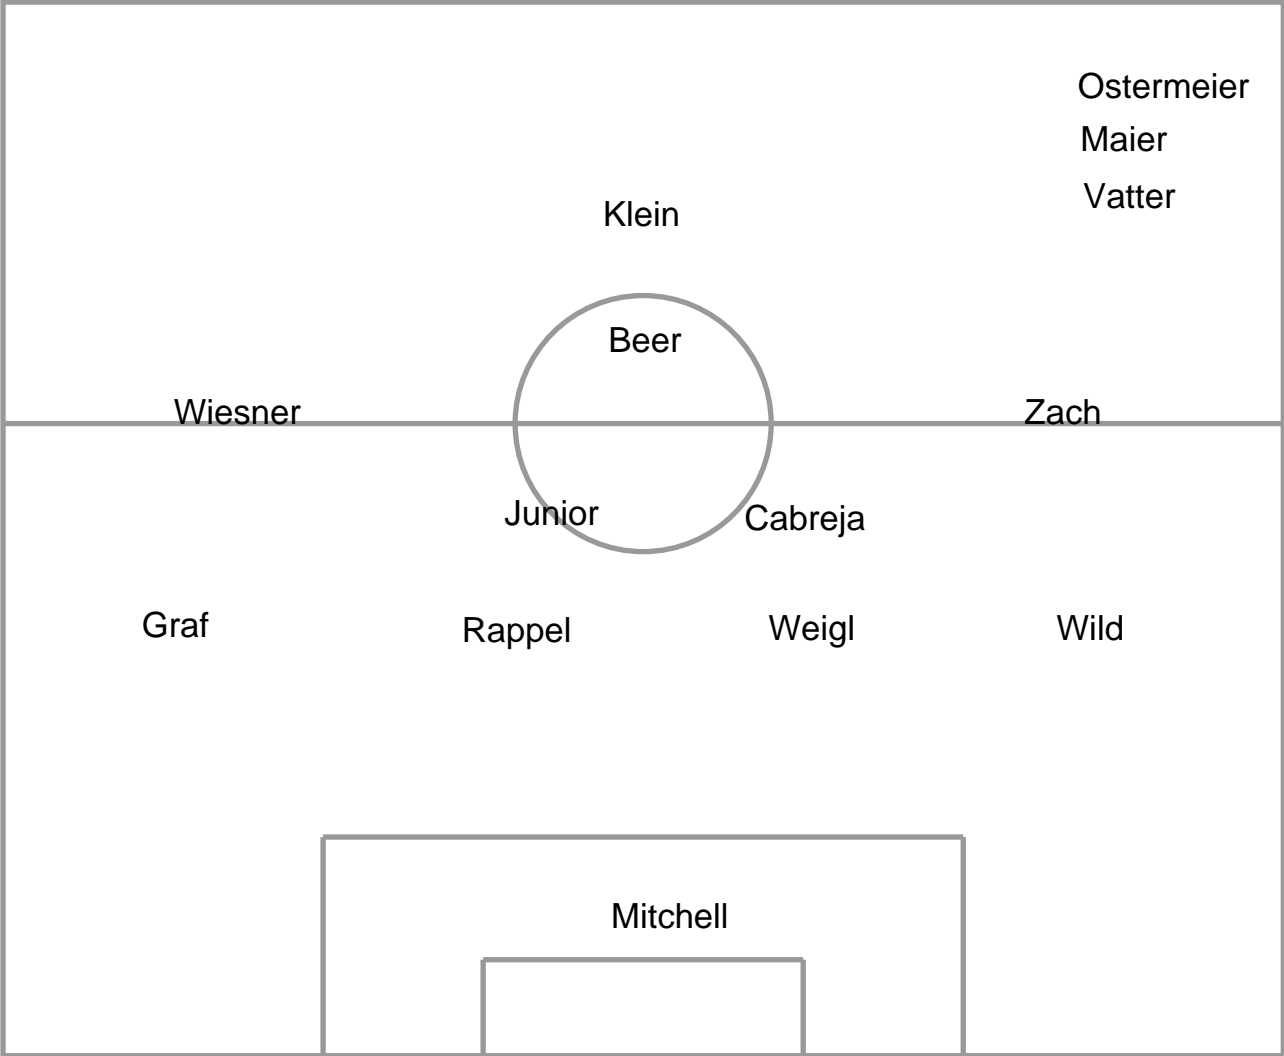 Ostermeier
Maier
Vatter
Klein
Beer
Wiesner
Zach
Junior
Cabreja
Graf
Rappel
Weigl
Wild
Mitchell